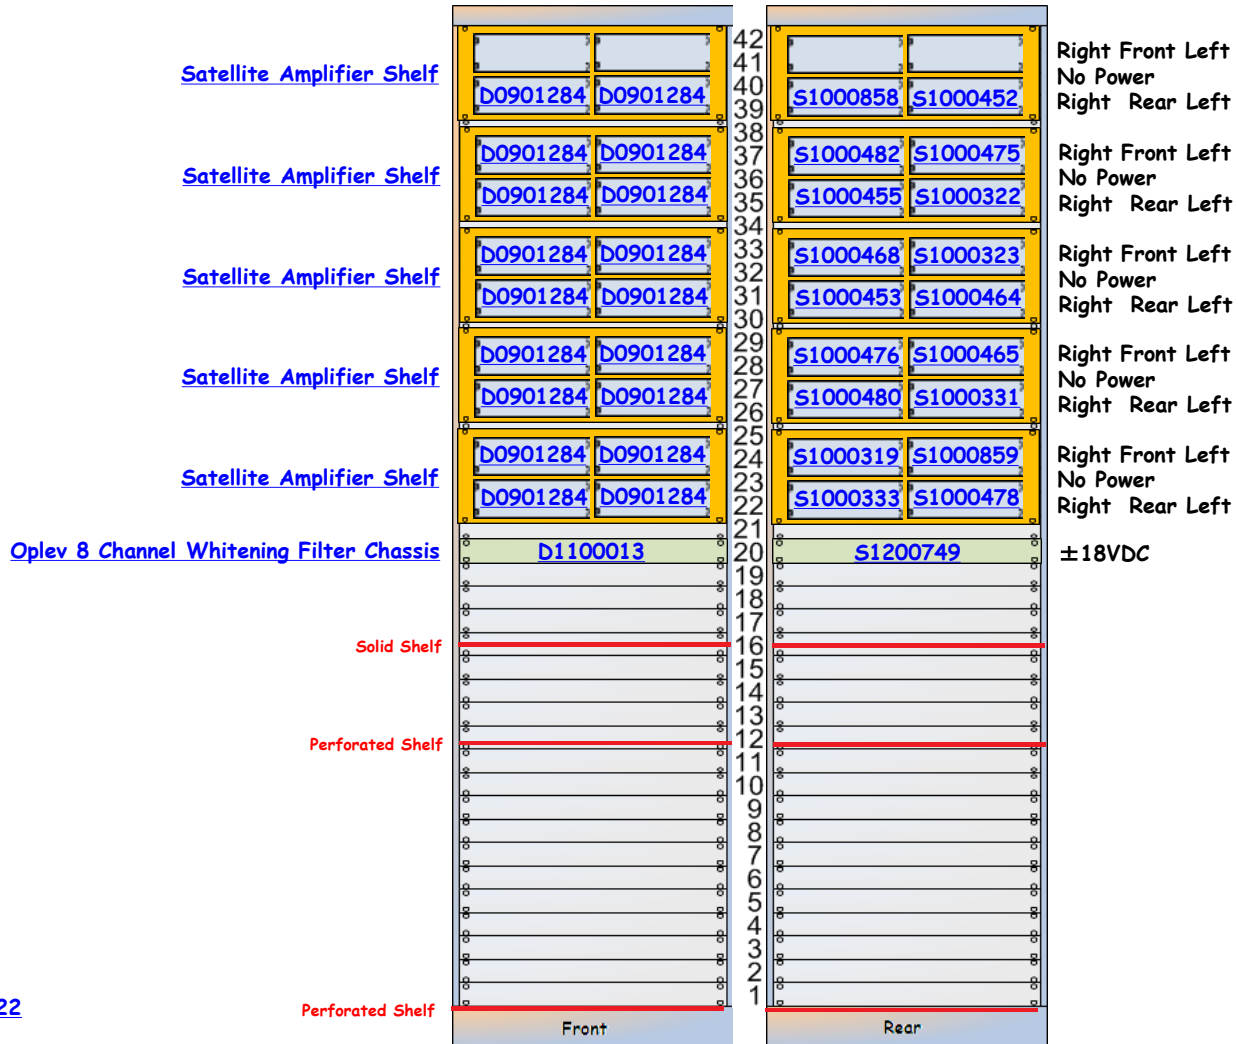 42
41
Right Front Left
Satellite Amplifier Shelf
No Power
40
D0901284 D0901284
S1000858 S1000452
Right Rear Left
39
38
D0901284 D0901284
37
S1000482 S1000475
Right Front Left
Satellite Amplifier Shelf
36
No Power
D0901284 D0901284
35
S1000455 S1000322
Right Rear Left
34
D0901284 D0901284
33
S1000468 S1000323
Right Front Left
Satellite Amplifier Shelf
32
No Power
D0901284 D0901284
31
S1000453 S1000464
Right Rear Left
30
29
D0901284 D0901284
28
S1000476 S1000465
Right Front Left
Satellite Amplifier Shelf
27
No Power
D0901284 D0901284
26
S1000480 S1000331
Right Rear Left
25
D0901284 D0901284
24
S1000319 S1000859
Right Front Left
Satellite Amplifier Shelf
23
No Power
D0901284 D0901284
22
S1000333 S1000478
Right Rear Left
21
Oplev 8 Channel Whitening Filter Chassis
D1100013
20
S1200749
±18VDC
19
18
17
Solid Shelf
16
15
14
13
Perforated Shelf
12
11
10
9
8
7
6
5
4
3
2
1
22
Perforated Shelf
Front
Rear